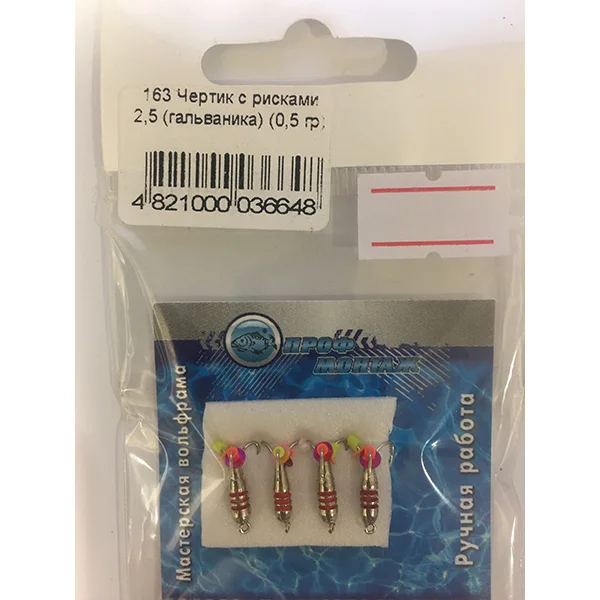 163 Чертик с рисками
2,5 (гальваника) (0,5 гр)
4 821000 036648
ПРОФ
МОНТАЖ
Мастерская вольфрама
Ручная работа